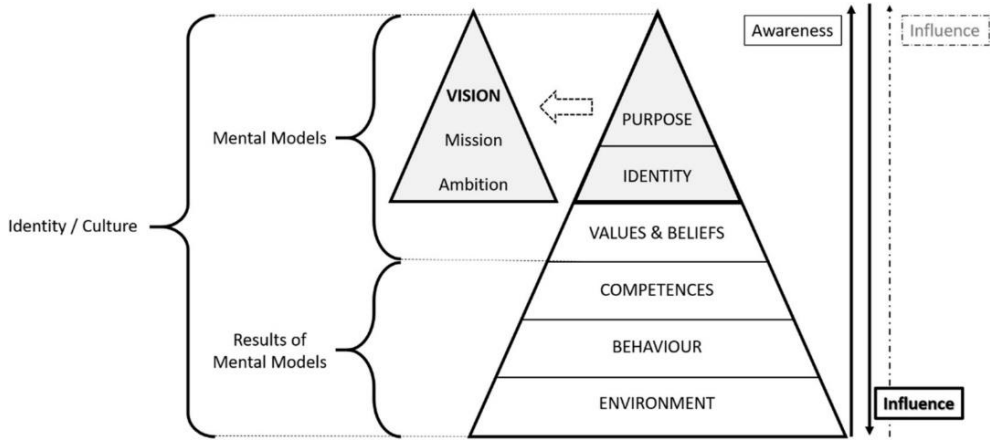 Identity / Culture
Mental Models
Results of
Mental Models
VISION
Mission
Ambition
PURPOSE
IDENTITY
VALUES & BELIEFS
COMPETENCES
BEHAVIOUR
ENVIRONMENT
Awareness
Influence
Influence